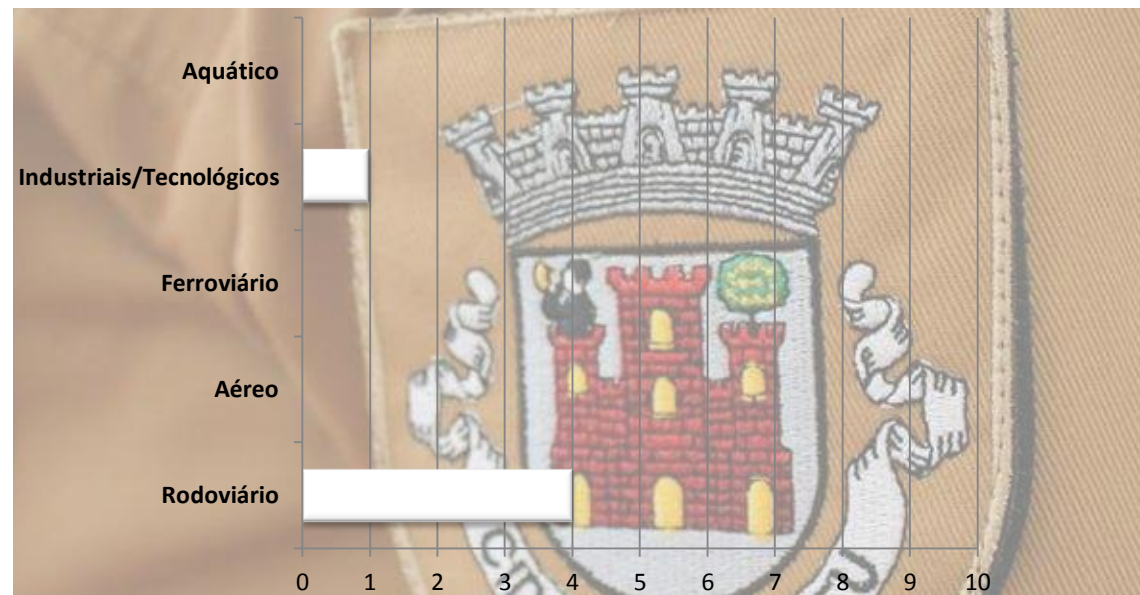 Aquático
Industriais/Tecnológicos
Ferroviário
Aéreo
Rodoviário
0 1 2 3 4 5 6 7 8 9 10